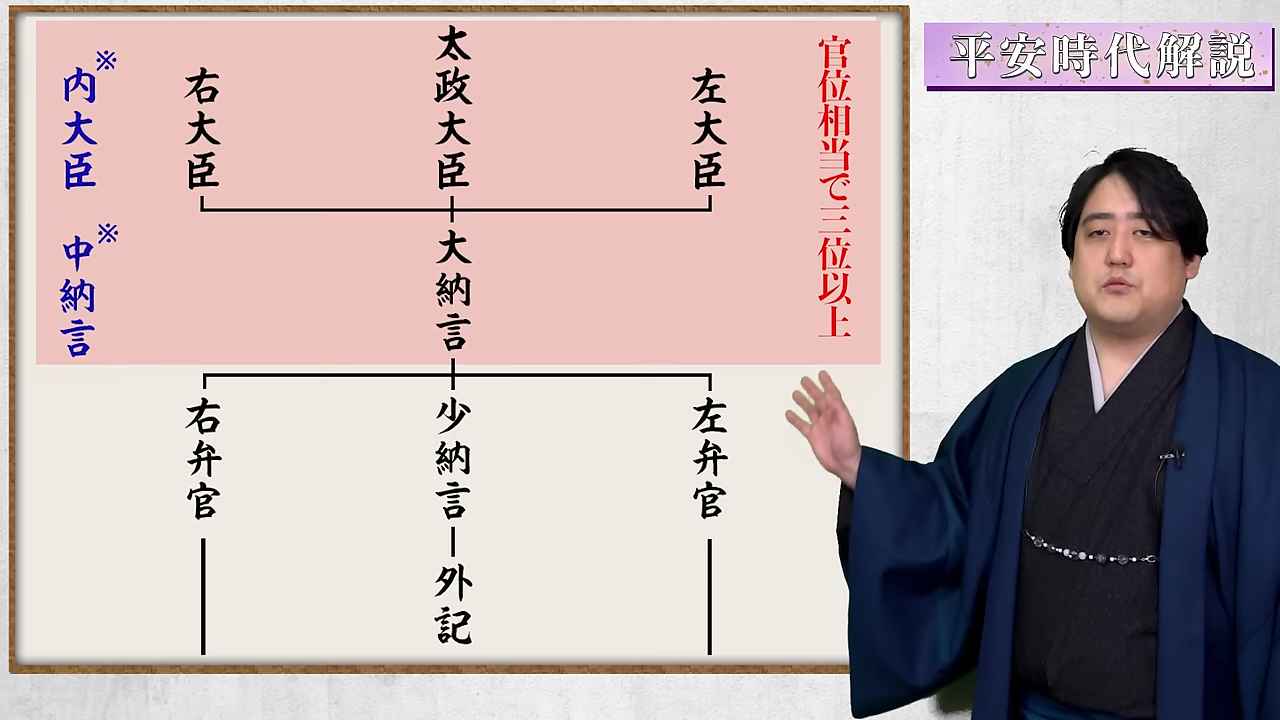 平安時代解説
官位相当で三位以上
左大臣
太政大臣
右大臣
※
内大臣
大納言
※
中納言
左弁官
少納言
右弁官
外記